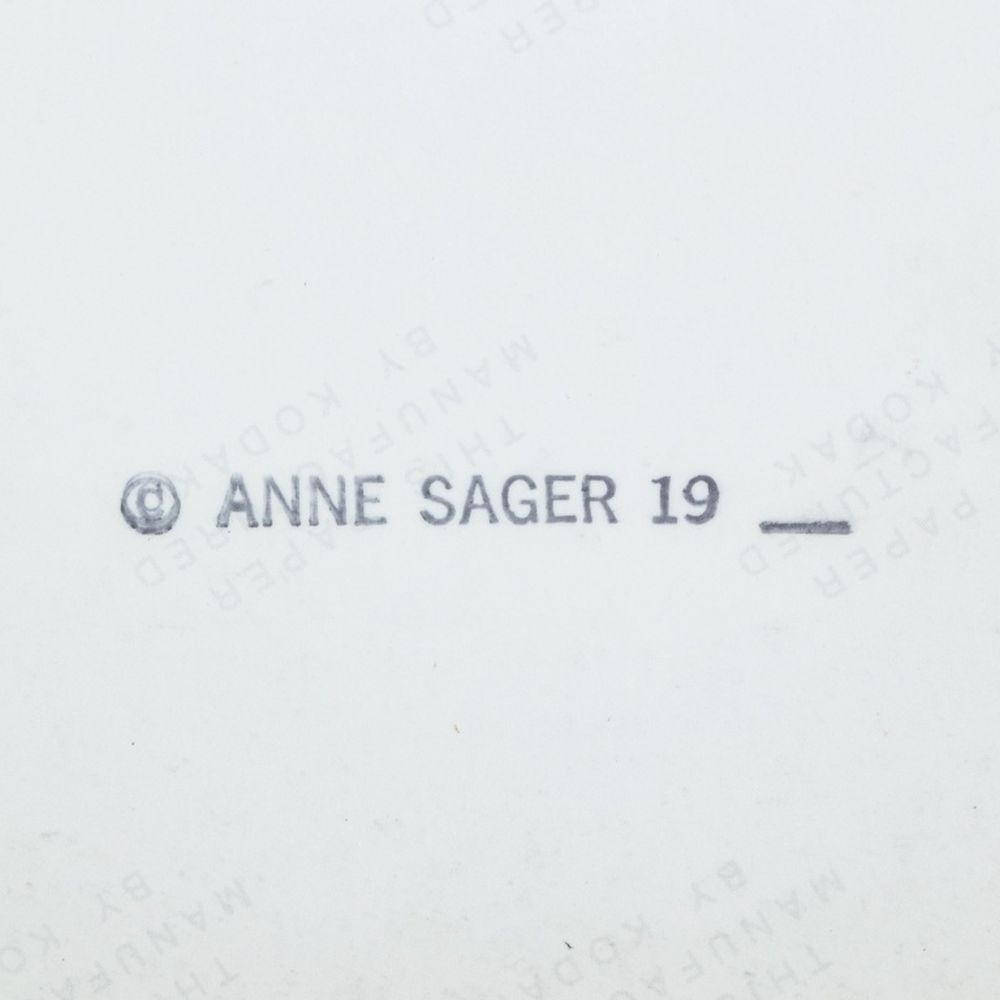 © ANNE SAGER 19 __
THIS PAPER
MANUFACTURED
BY KODAK